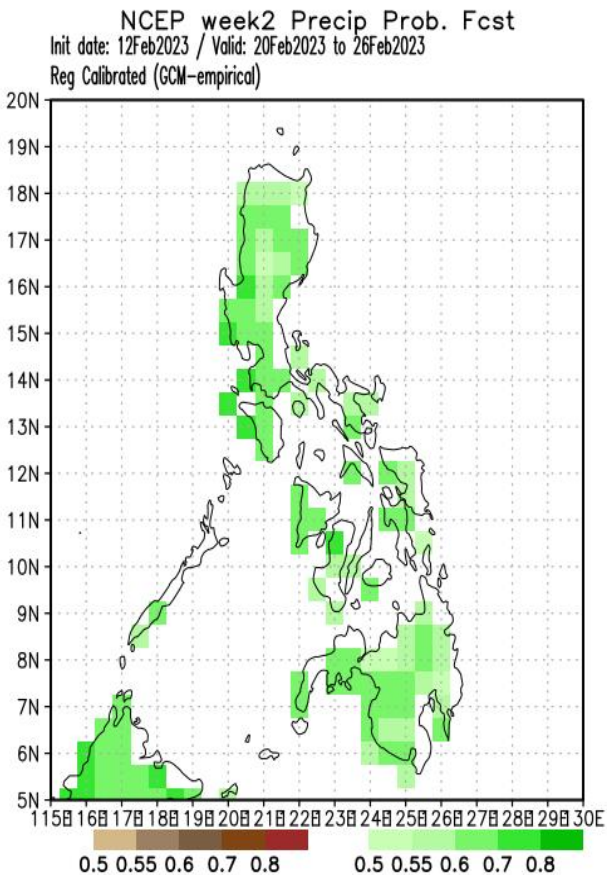 NCEP week2 Precip Prob. Fcst
Init date: 12Feb2023 / Valid: 20Feb2023 to 26Feb2023
Reg Calibrated (GCM-empirical)
20N
19N
18N
17N
16N
15N
14N
13N
12N
11N
10N
9N
8N
7N
6N
5N
115E 116E 117E 118E 119E 120E 121E 122E 123E 124E 125E 126E 127E 128E 129E 130E
0.5 0.55 0.6 0.7 0.8 0.5 0.55 0.6 0.7 0.8